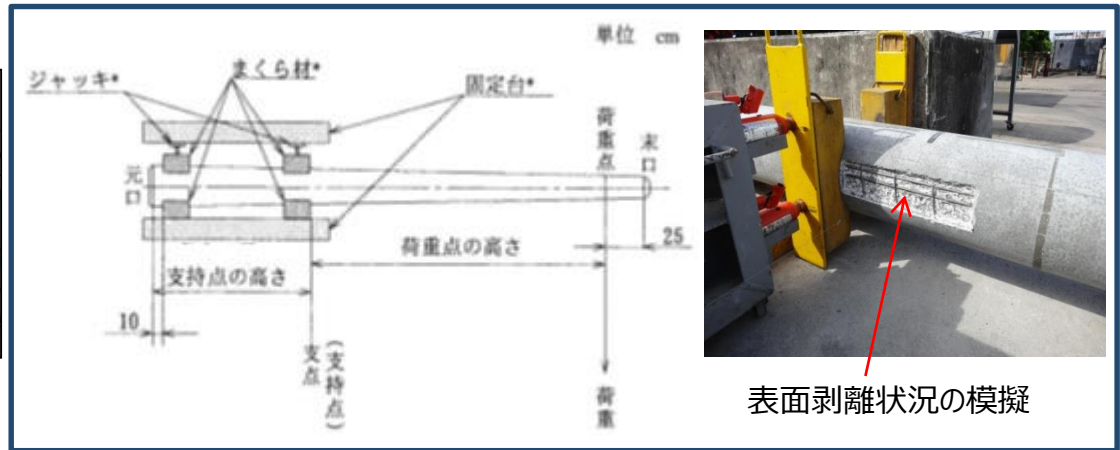 単位 cm
ジャッキ*
まくら材*
固定台*
荷重点
末口
元口
25
荷重点の高さ
支持点の高さ
10
支点
(支持点)
荷重
表面剥離状況の模擬